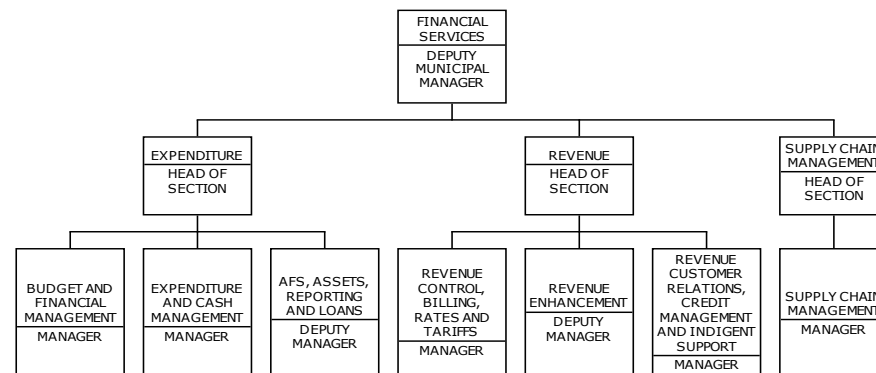 FINANCIAL
SERVICES
DEPUTY
MUNICIPAL
MANAGER
EXPENDITURE
HEAD OF
SECTION
REVENUE
HEAD OF
SECTION
SUPPLY CHAIN
MANAGEMENT
HEAD OF
SECTION
BUDGET AND
FINANCIAL
MANAGEMENT
MANAGER
EXPENDITURE
AND CASH
MANAGEMENT
MANAGER
AFS, ASSETS,
REPORTING
AND LOANS
DEPUTY
MANAGER
REVENUE
CONTROL,
BILLING,
RATES AND
TARIFFS
MANAGER
REVENUE
ENHANCEMENT
DEPUTY
MANAGER
REVENUE
CUSTOMER
RELATIONS,
CREDIT
MANAGEMENT
AND INDIGENT
SUPPORT
MANAGER
SUPPLY CHAIN
MANAGEMENT
MANAGER